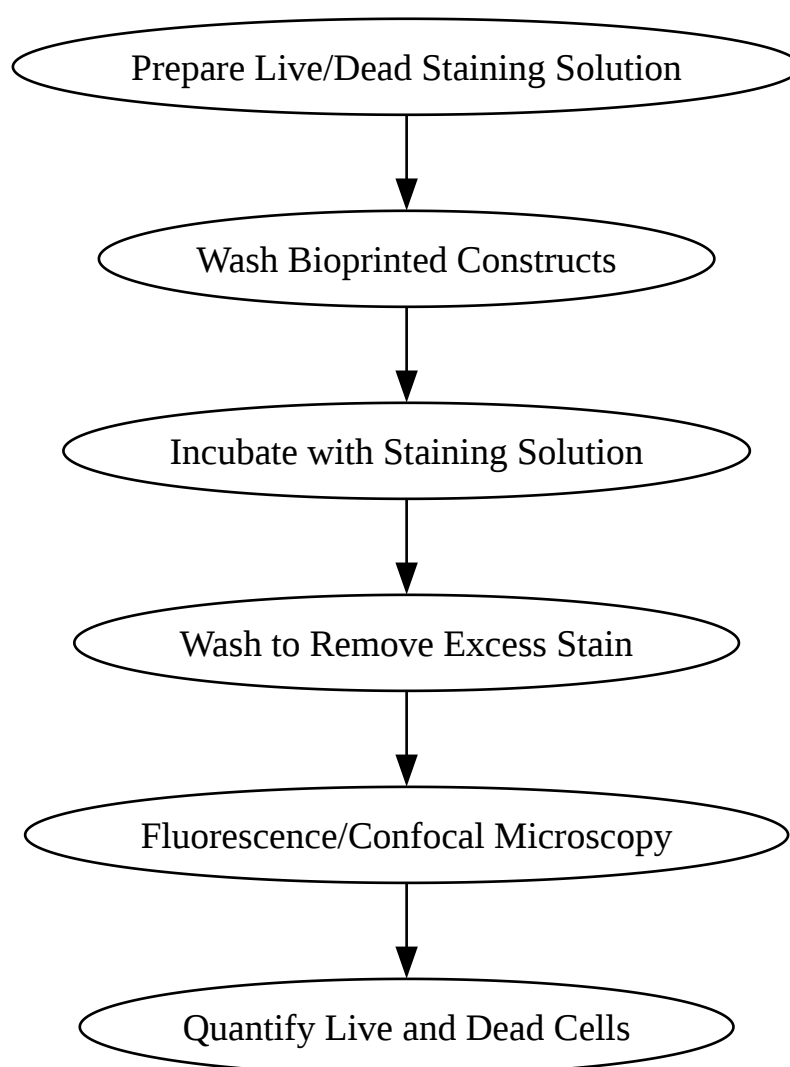 Prepare Live/Dead Staining Solution
Wash Bioprinted Constructs
Incubate with Staining Solution
Wash to Remove Excess Stain
Fluorescence/Confocal Microscopy
Quantify Live and Dead Cells